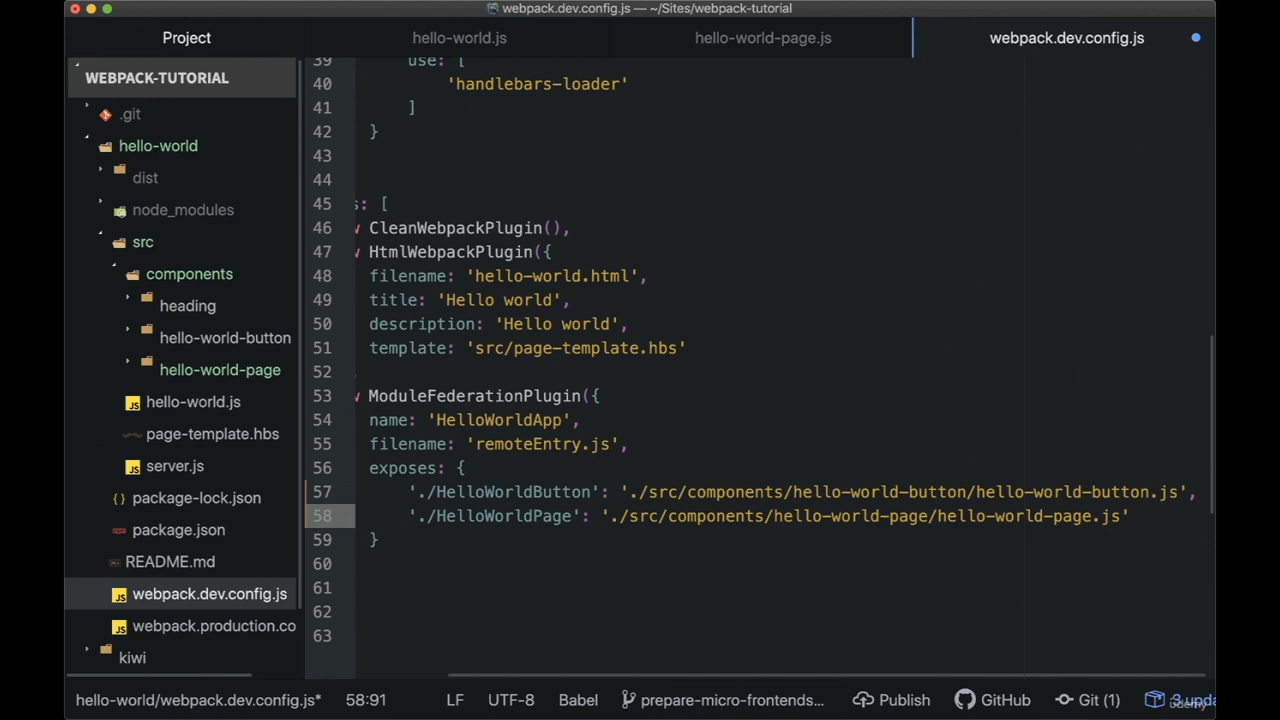 webpack.dev.config.js — ~/Sites/webpack-tutorial
Project
hello-world.js
hello-world-page.js
webpack.dev.config.js
WEBPACK-TUTORIAL
.git
hello-world
dist
node_modules
src
components
heading
hello-world-button
hello-world-page
hello-world.js
page-template.hbs
server.js
package-lock.json
package.json
README.md
webpack.dev.config.js
webpack.production.co
kiwi
39 use: [
40 'handlebars-loader'
41 ]
42 }
43
44
45 s: [
46 w CleanWebpackPlugin(),
47 w HtmlWebpackPlugin({
48 filename: 'hello-world.html',
49 title: 'Hello world',
50 description: 'Hello world',
51 template: 'src/page-template.hbs'
52
53 w ModuleFederationPlugin({
54 name: 'HelloWorldApp',
55 filename: 'remoteEntry.js',
56 exposes: {
57 './HelloWorldButton': './src/components/hello-world-button/hello-world-button.js',
58 './HelloWorldPage': './src/components/hello-world-page/hello-world-page.js'
59 }
60
61
62
63
hello-world/webpack.dev.config.js* 58:91 LF UTF-8 Babel prepare-micro-frontends... Publish GitHub Git (1) 3 upda
udemy